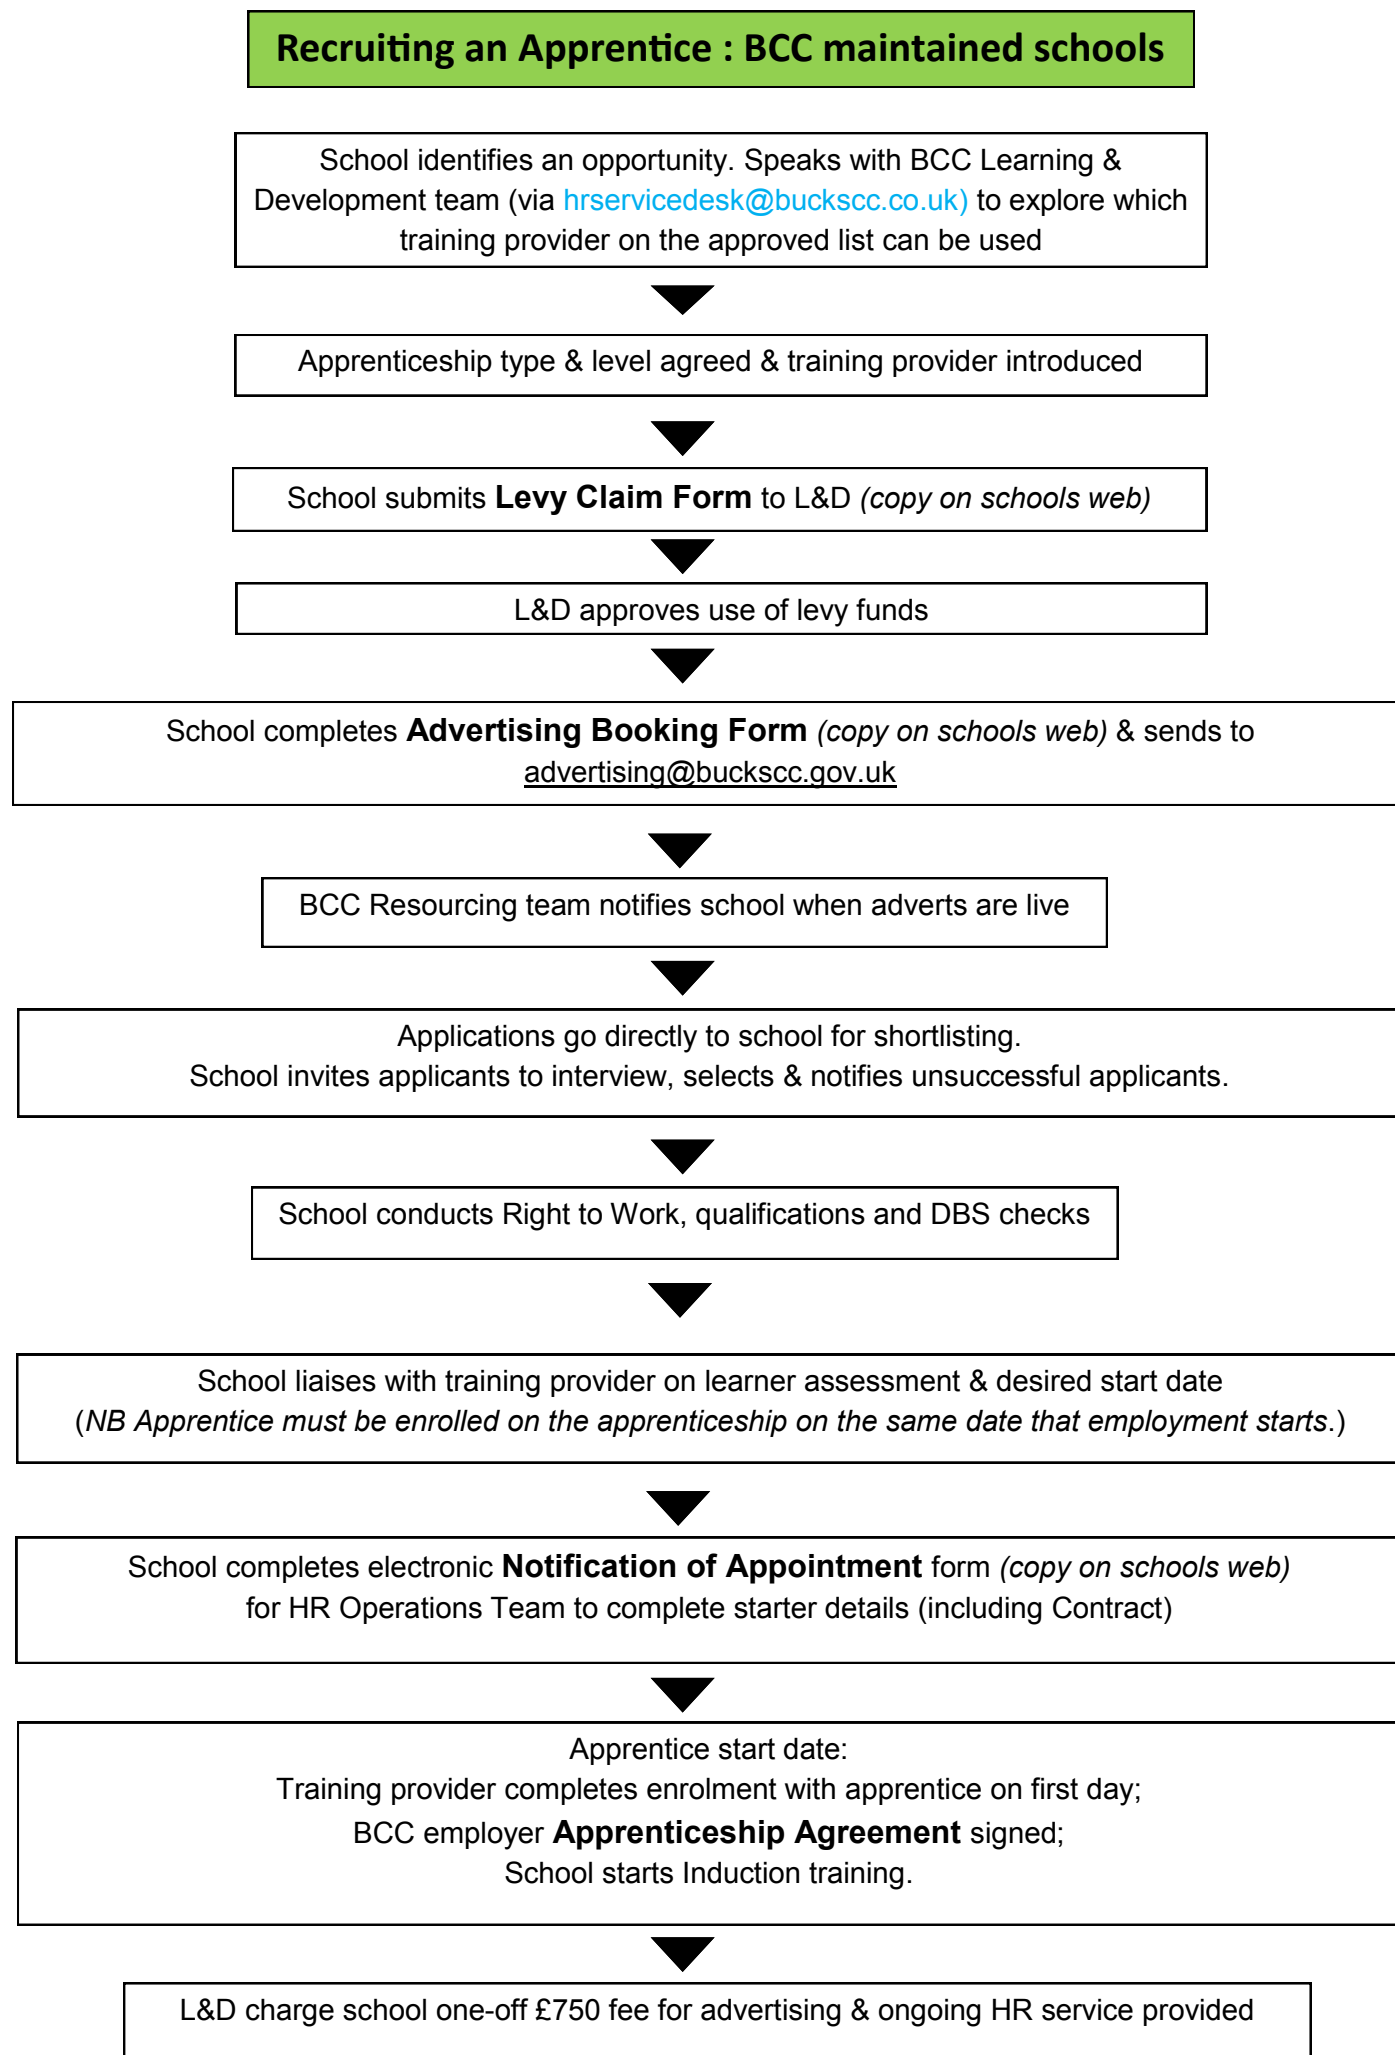 Recruiting an Apprentice : BCC maintained schools
School identifies an opportunity. Speaks with BCC Learning &
Development team (via hrservicedesk@buckscc.co.uk) to explore which
training provider on the approved list can be used
Apprenticeship type & level agreed & training provider introduced
School submits Levy Claim Form to L&D (copy on schools web)
L&D approves use of levy funds
School completes Advertising Booking Form (copy on schools web) & sends to
advertising@buckscc.gov.uk
BCC Resourcing team notifies school when adverts are live
Applications go directly to school for shortlisting.
School invites applicants to interview, selects & notifies unsuccessful applicants.
School conducts Right to Work, qualifications and DBS checks
School liaises with training provider on learner assessment & desired start date
(NB Apprentice must be enrolled on the apprenticeship on the same date that employment starts.)
School completes electronic Notification of Appointment form (copy on schools web)
for HR Operations Team to complete starter details (including Contract)
Apprentice start date:
Training provider completes enrolment with apprentice on first day;
BCC employer Apprenticeship Agreement signed;
School starts Induction training.
L&D charge school one-off £750 fee for advertising & ongoing HR service provided